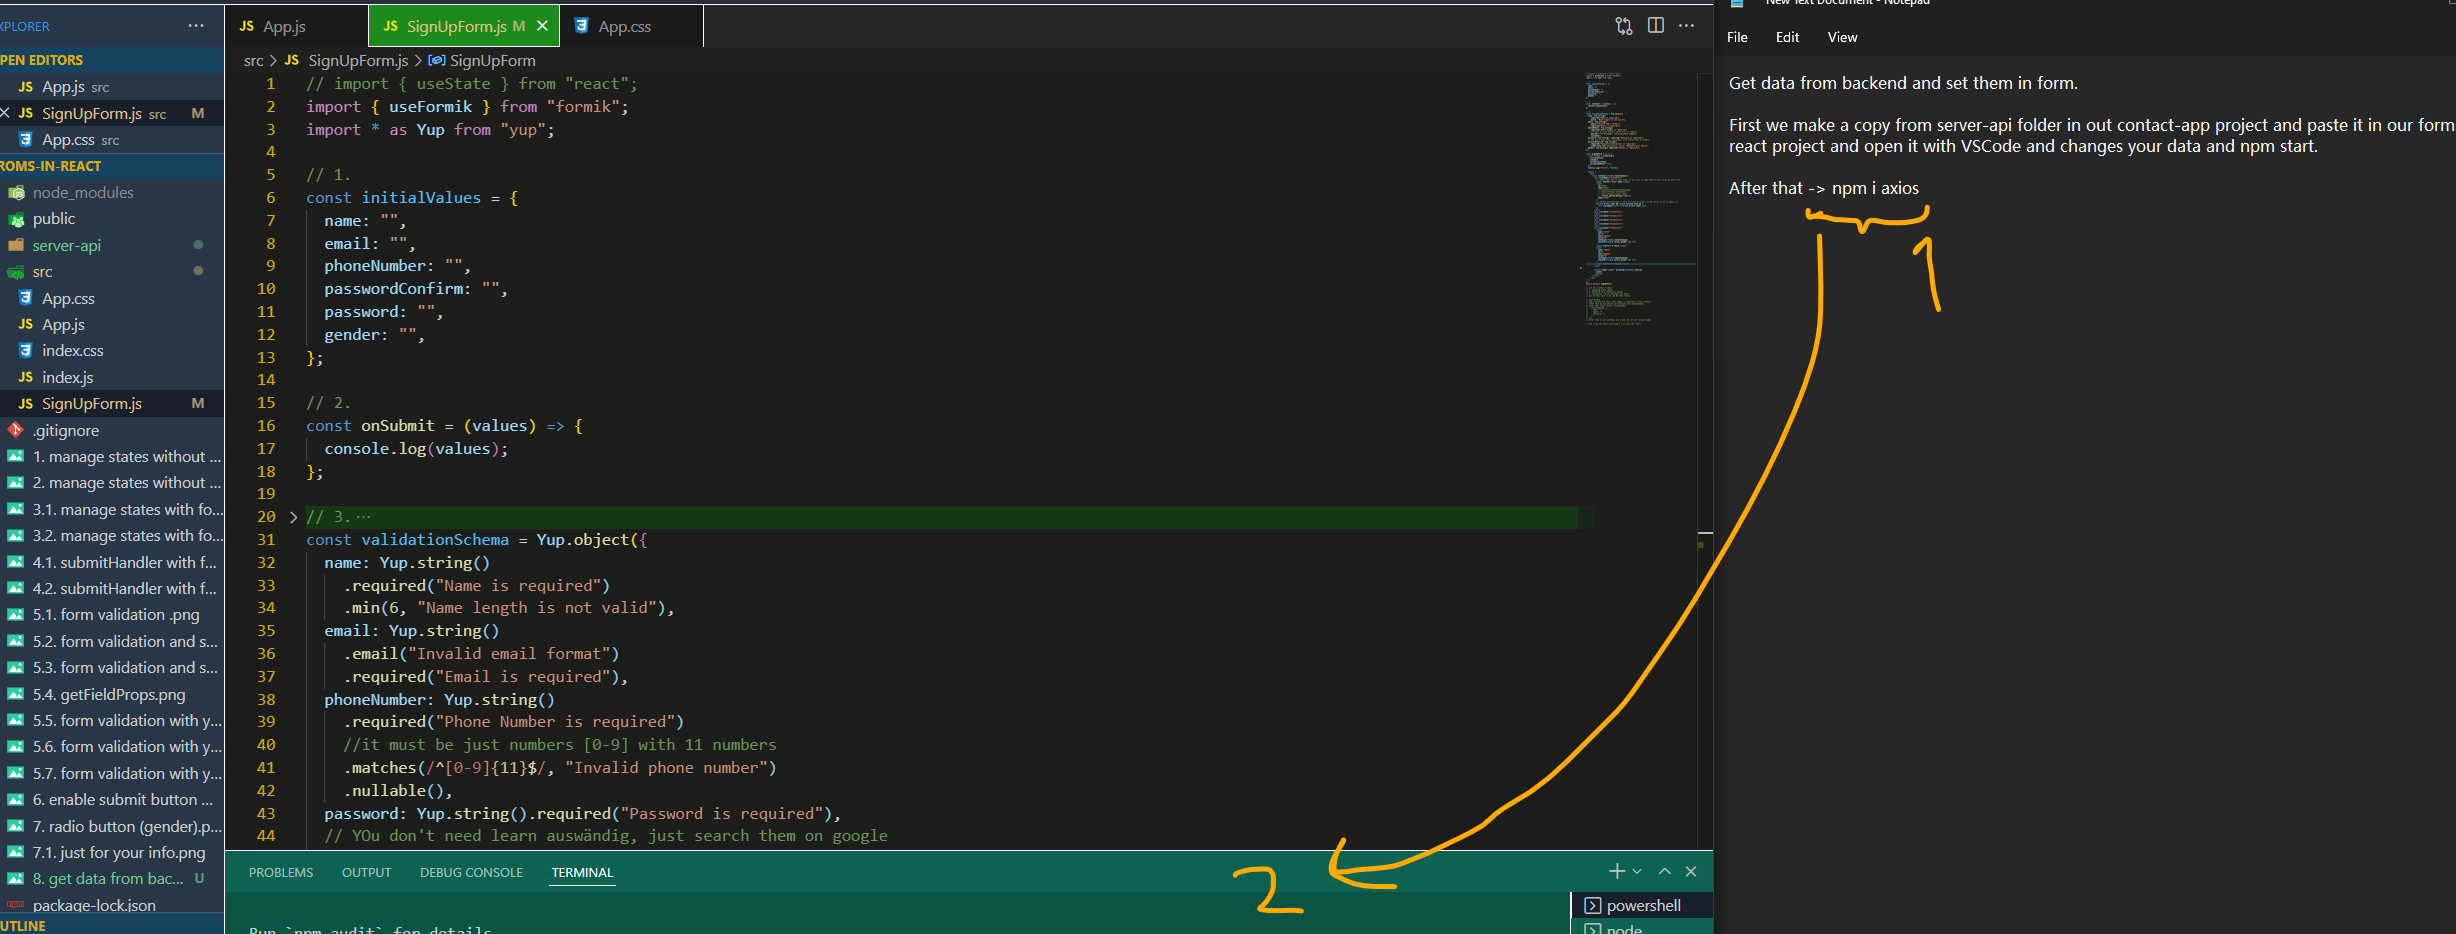 EXPLORER
OPEN EDITORS
JS App.js src
JS SignUpForm.js src M
App.css src
ROMS-IN-REACT
node_modules
public
server-api
src
App.css
JS App.js
index.css
JS index.js
JS SignUpForm.js M
.gitignore
1. manage states without ...
2. manage states without ...
3.1. manage states with fo...
3.2. manage states with fo...
4.1. submitHandler with f...
4.2. submitHandler with f...
5.1. form validation .png
5.2. form validation and s...
5.3. form validation and s...
5.4. getFieldProps.png
5.5. form validation with y...
5.6. form validation with y...
5.7. form validation with y...
6. enable submit button ...
7. radio button (gender).p...
7.1. just for your info.png
8. get data from bac... U
package-lock.json
UTLINE
JS App.js
JS SignUpForm.js M
App.css
src > JS SignUpForm.js > SignUpForm
1 // import { useState } from "react";
2 import { useFormik } from "formik";
3 import * as Yup from "yup";
4
5 // 1.
6 const initialValues = {
7 name: "",
8 email: "",
9 phoneNumber: "",
10 passwordConfirm: "",
11 password: "",
12 gender: "",
13 };
14
15 // 2.
16 const onSubmit = (values) => {
17 console.log(values);
18 };
19
20 // 3. ...
31 const validationSchema = Yup.object({
32 name: Yup.string()
33 .required("Name is required")
34 .min(6, "Name length is not valid"),
35 email: Yup.string()
36 .email("Invalid email format")
37 .required("Email is required"),
38 phoneNumber: Yup.string()
39 .required("Phone Number is required")
40 //it must be just numbers [0-9] with 11 numbers
41 .matches(/^[0-9]{11}$/, "Invalid phone number")
42 .nullable(),
43 password: Yup.string().required("Password is required"),
44 // YOu don't need learn auswändig, just search them on google
PROBLEMS OUTPUT DEBUG CONSOLE TERMINAL
Run `npm audit` for details.
powershell
node
New Text Document - Notepad
File Edit View
Get data from backend and set them in form.
First we make a copy from server-api folder in out contact-app project and paste it in our form
react project and open it with VSCode and changes your data and npm start.
After that -> npm i axios
1
2